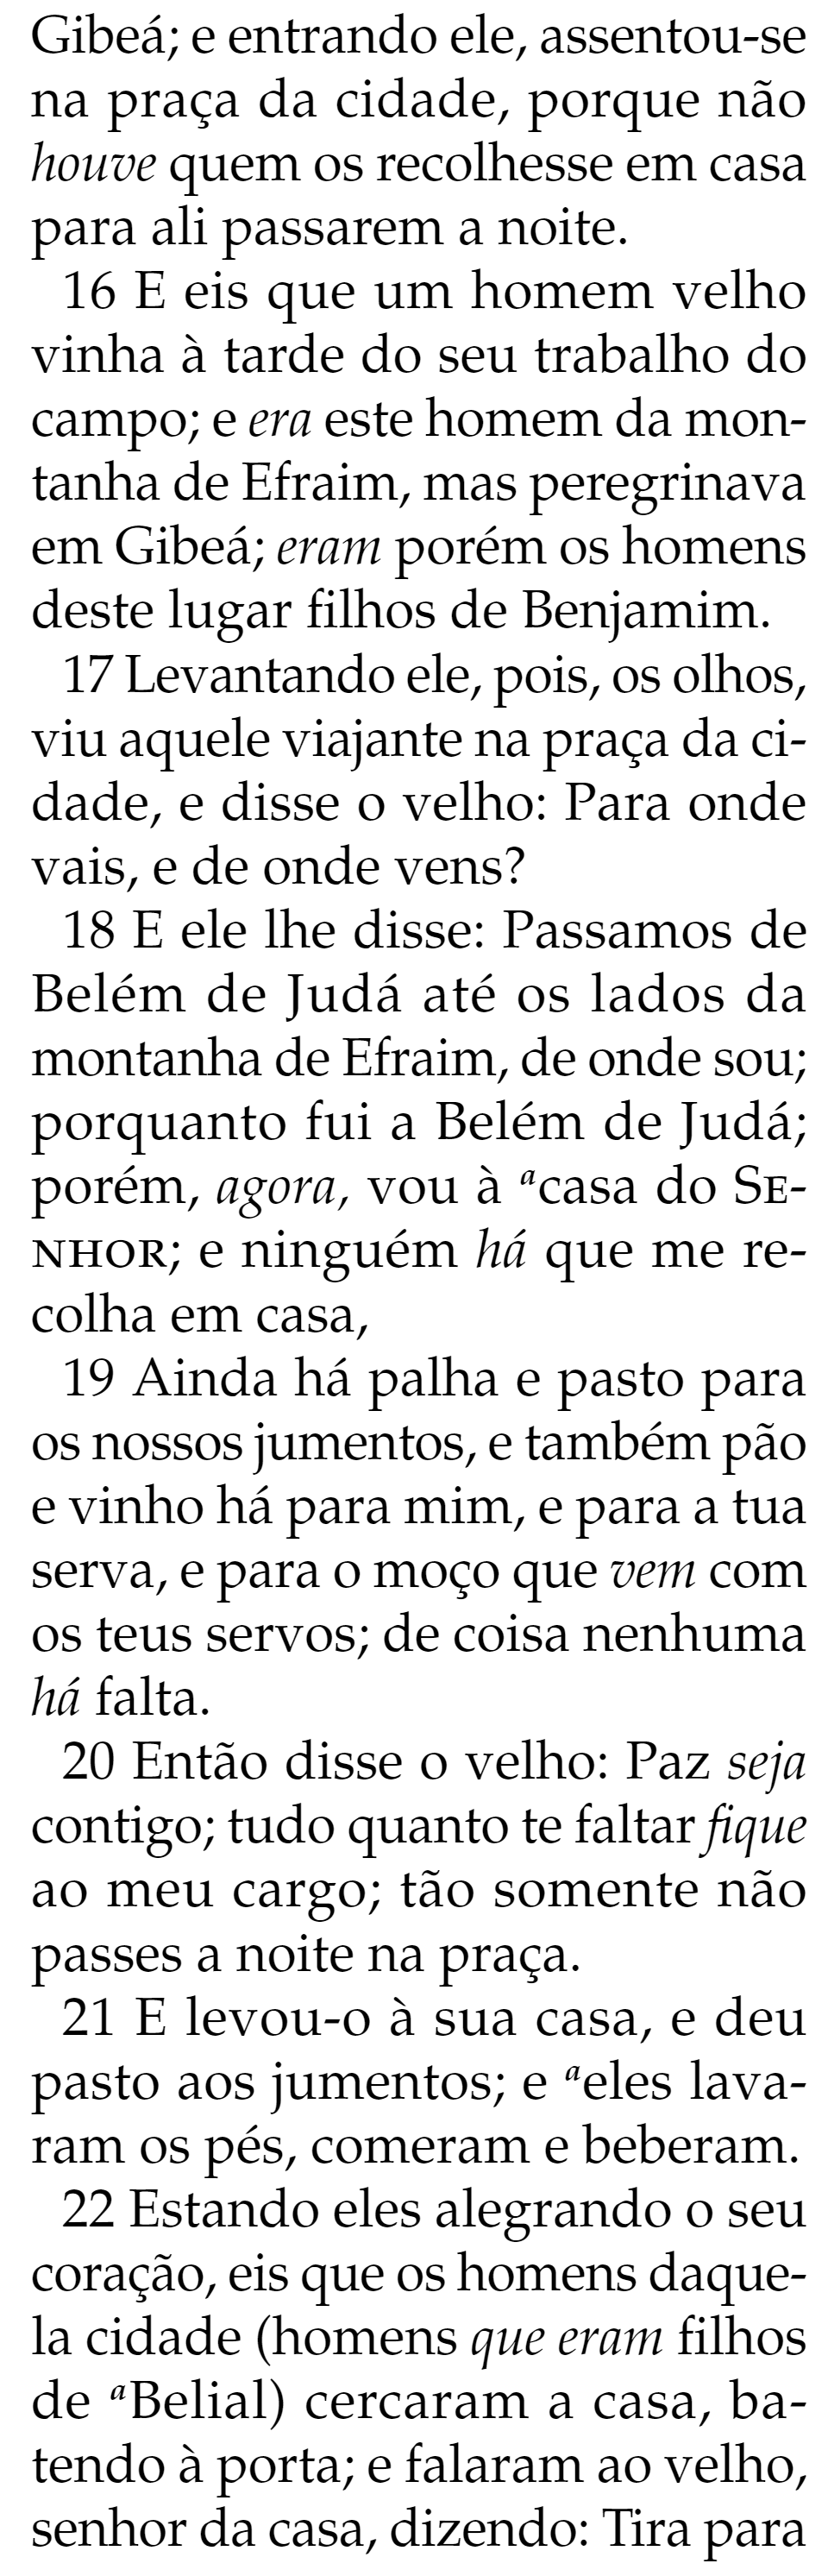 Gibeá; e entrando ele, assentou-se
na praça da cidade, porque não
houve quem os recolhesse em casa
para ali passarem a noite.
16 E eis que um homem velho
vinha à tarde do seu trabalho do
campo; e era este homem da mon-
tanha de Efraim, mas peregrinava
em Gibeá; eram porém os homens
deste lugar filhos de Benjamim.
17 Levantando ele, pois, os olhos,
viu aquele viajante na praça da ci-
dade, e disse o velho: Para onde
vais, e de onde vens?
18 E ele lhe disse: Passamos de
Belém de Judá até os lados da
montanha de Efraim, de onde sou;
porquanto fui a Belém de Judá;
porém, agora, vou à ᵃcasa do SE-
NHOR; e ninguém há que me re-
colha em casa,
19 Ainda há palha e pasto para
os nossos jumentos, e também pão
e vinho há para mim, e para a tua
serva, e para o moço que vem com
os teus servos; de coisa nenhuma
há falta.
20 Então disse o velho: Paz seja
contigo; tudo quanto te faltar fique
ao meu cargo; tão somente não
passes a noite na praça.
21 E levou-o à sua casa, e deu
pasto aos jumentos; e ᵃeles lava-
ram os pés, comeram e beberam.
22 Estando eles alegrando o seu
coração, eis que os homens daque-
la cidade (homens que eram filhos
de ᵃBelial) cercaram a casa, ba-
tendo à porta; e falaram ao velho,
senhor da casa, dizendo: Tira para